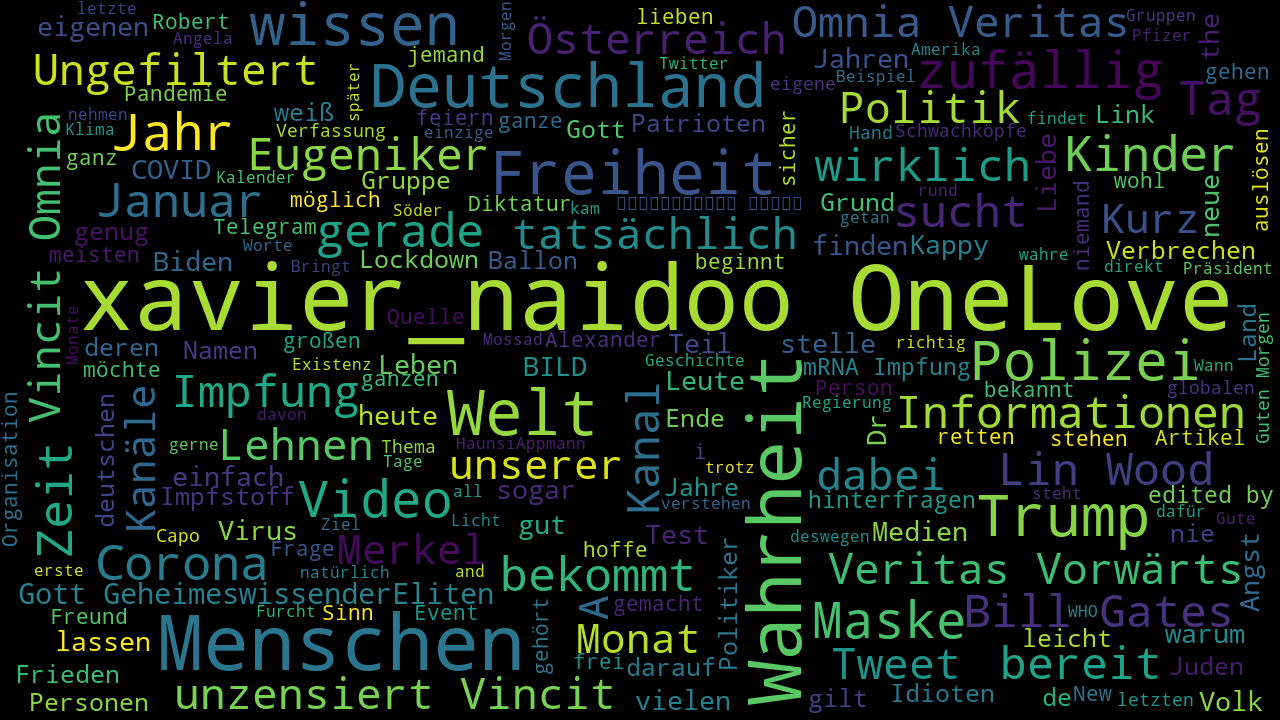 letzte
eigenen Robert
Angela
wissen
Morgen
lieben
Österreich
Omnia Veritas
Gruppen
Pfizer
the
Ungefiltert
jemand
Deutschland
Twitter
eigene
Jahren
Amerika
Beispiel
zufällig
gehen
Pandemie
später
Tag
nehmen
Klima
Jahr
weiß
Verfassung
feiern
einzige
ganze
Gott
Patrioten
sicher
Politik
findet
Link
Hand
Schwachköpfe
ganz
COVID
Kalender
Eugeniker
Gruppe
Freiheit
wirklich
Liebe
Kinder
auslösen
Januar
möglich
Söder
Diktatur
kam
Grund
rund
getan
sucht
wohl
niemand
neue
Kurz
genug
meisten
Telegram
Worte
gerade
tatsächlich
finden
Kappy
wahre
Verbrechen
direkt
Präsident
Biden
Bringt
Lockdown
Ballon
beginnt
xavier_naidoo OneLove
Quelle
Monate
deren
möchte
Namen
großen
Existenz
Leben
ganzen
Mossad
Alexander
BILD
Teil
Geschichte
Leute
stelle
mRNA Impfung
richtig
Polizei
Wann
Land
Guten Morgen
bekannt
globalen
Impfung
davon
heute
Welt
Kanal
Ende
Wahrheit
Person
Regierung
Dr
Informationen
retten
stehen
Artikel
Organisation
Zeit Vincit Omnia
deutschen
Kanäle
gerne
Lehnen
Thema
Tage
HaunsiAppmann
unserer
i
trotz
einfach
Impfstoff
Video
all
sogar
Jahre
verstehen
dabei
hinterfragen
Lin Wood
steht
edited by
dafür
Gute
Capo
Virus
Ziel
Licht
gut
Test
deswegen
Medien
Trump
nie
Angst
erste
Corona
Frage
natürlich
Merkel
and
hoffe
bekommt
Politiker
Veritas Vorwärts
Gott GeheimeswissenderEliten
Freund
Furcht
Sinn
Event
gehört
A
gemacht
Maske
Bill Gates
WHO
leicht
warum
lassen
Menschen
Monat
frei
darauf
Tweet bereit
Juden
Frieden
Personen
unzensiert Vincit
vielen
gilt
Idioten
de
New
letzten
Volk